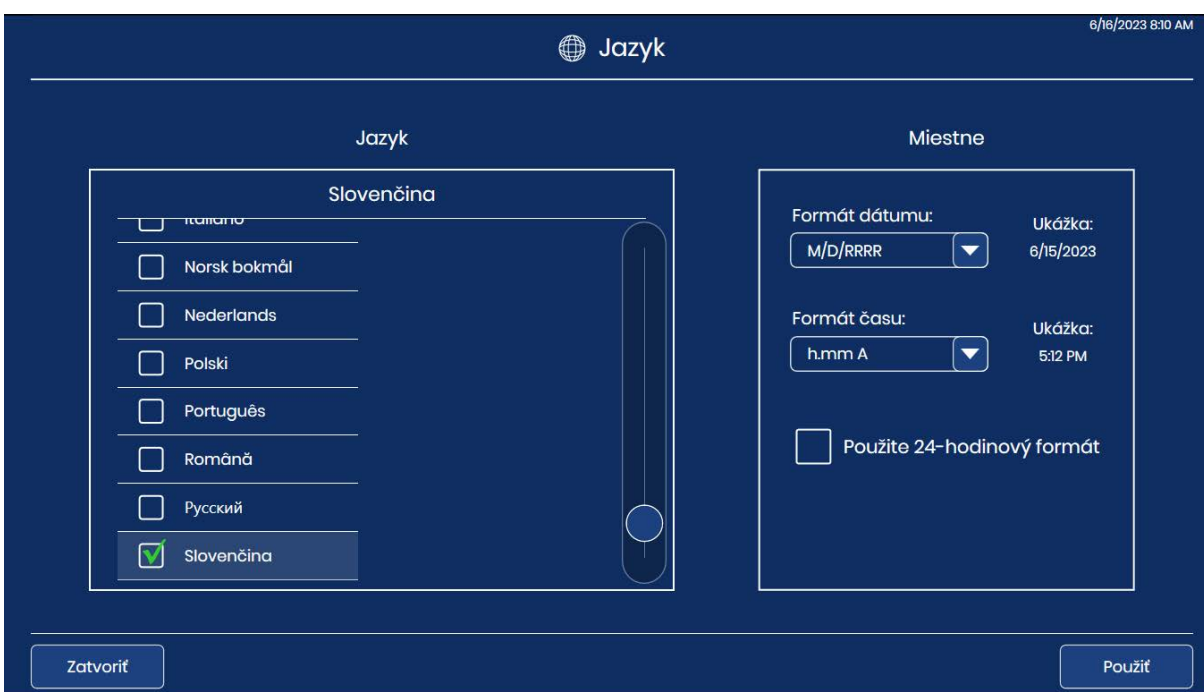 6/16/2023 8:10 AM
Jazyk
Jazyk
Slovenčina
Italiano
Norsk bokmål
Nederlands
Polski
Português
Română
Русский
Slovenčina
Miestne
Formát dátumu:
Ukážka:
M/D/RRRR
6/15/2023
Formát času:
Ukážka:
h.mm A
5:12 PM
Použite 24-hodinový formát
Zatvoriť
Použiť